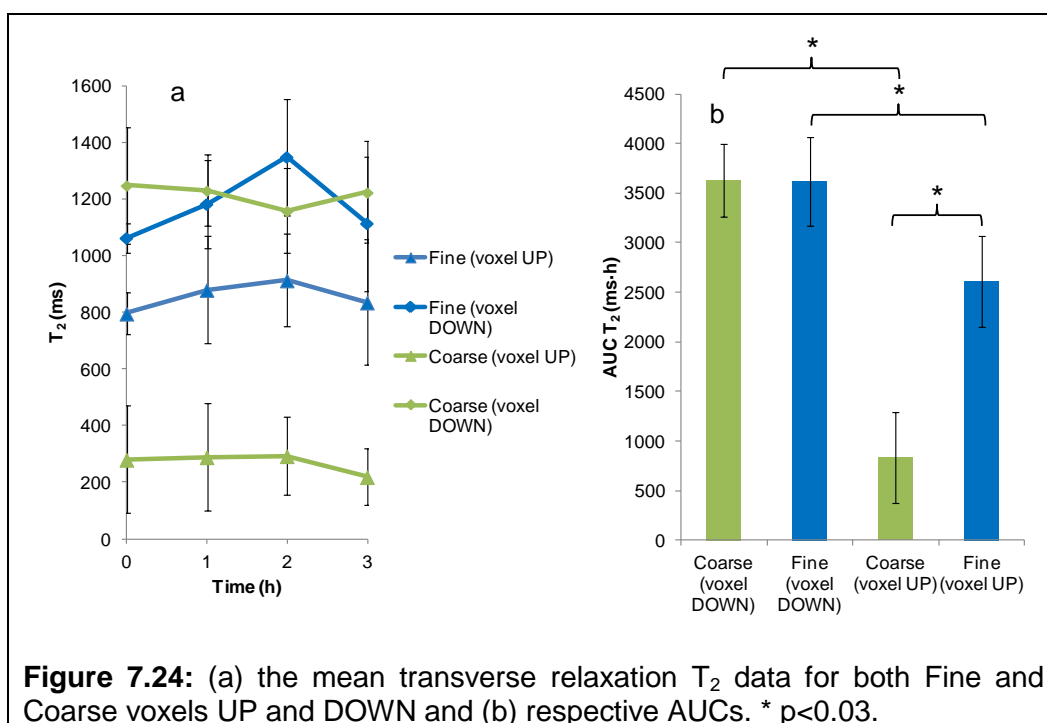 a
1600
1400
1200
1000
800
600
400
200
0
T₂ (ms)
0 1 2 3
Time (h)
Fine (voxel UP)
Fine (voxel
DOWN)
Coarse (voxel UP)
Coarse (voxel
DOWN)
b
*
*
*
4500
4000
3500
3000
2500
2000
1500
1000
500
0
AUC T₂ (ms·h)
Coarse
(voxel
DOWN)
Fine
(voxel
DOWN)
Coarse
(voxel UP)
Fine
(voxel UP)
Figure 7.24: (a) the mean transverse relaxation T₂ data for both Fine and
Coarse voxels UP and DOWN and (b) respective AUCs. * p<0.03.